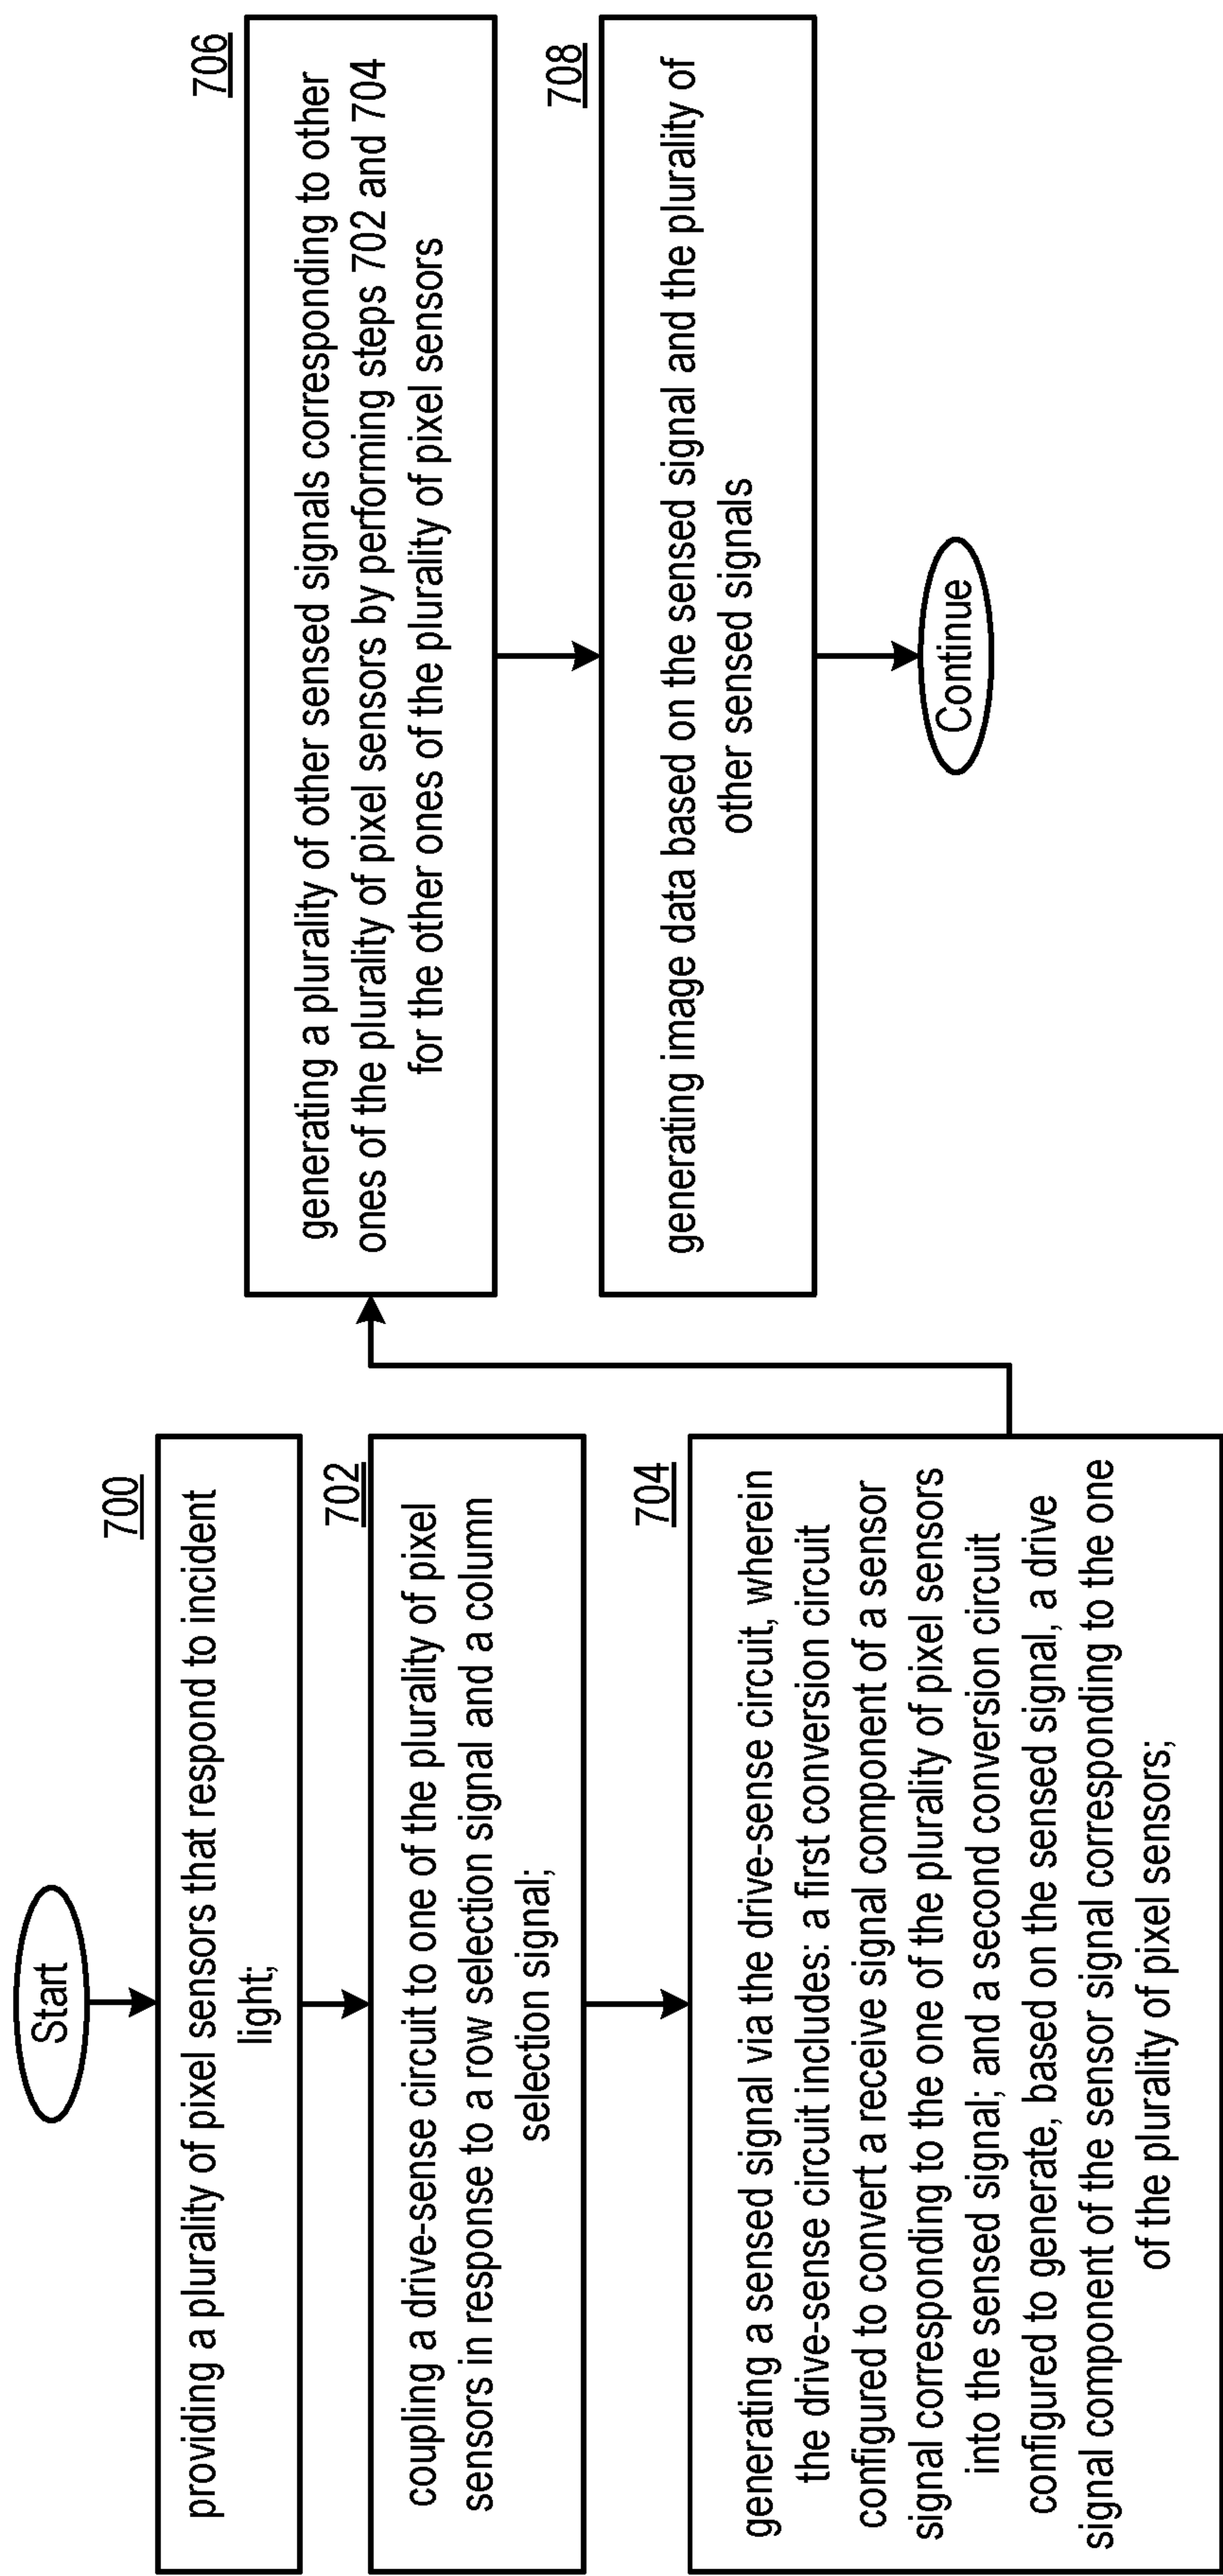 Start
700
providing a plurality of pixel sensors that respond to incident
light;
702
coupling a drive-sense circuit to one of the plurality of pixel
sensors in response to a row selection signal and a column
selection signal;
704
generating a sensed signal via the drive-sense circuit, wherein
the drive-sense circuit includes: a first conversion circuit
configured to convert a receive signal component of a sensor
signal corresponding to the one of the plurality of pixel sensors
into the sensed signal; and a second conversion circuit
configured to generate, based on the sensed signal, a drive
signal component of the sensor signal corresponding to the one
of the plurality of pixel sensors;
706
generating a plurality of other sensed signals corresponding to other
ones of the plurality of pixel sensors by performing steps 702 and 704
for the other ones of the plurality of pixel sensors
708
generating image data based on the sensed signal and the plurality of
other sensed signals
Continue